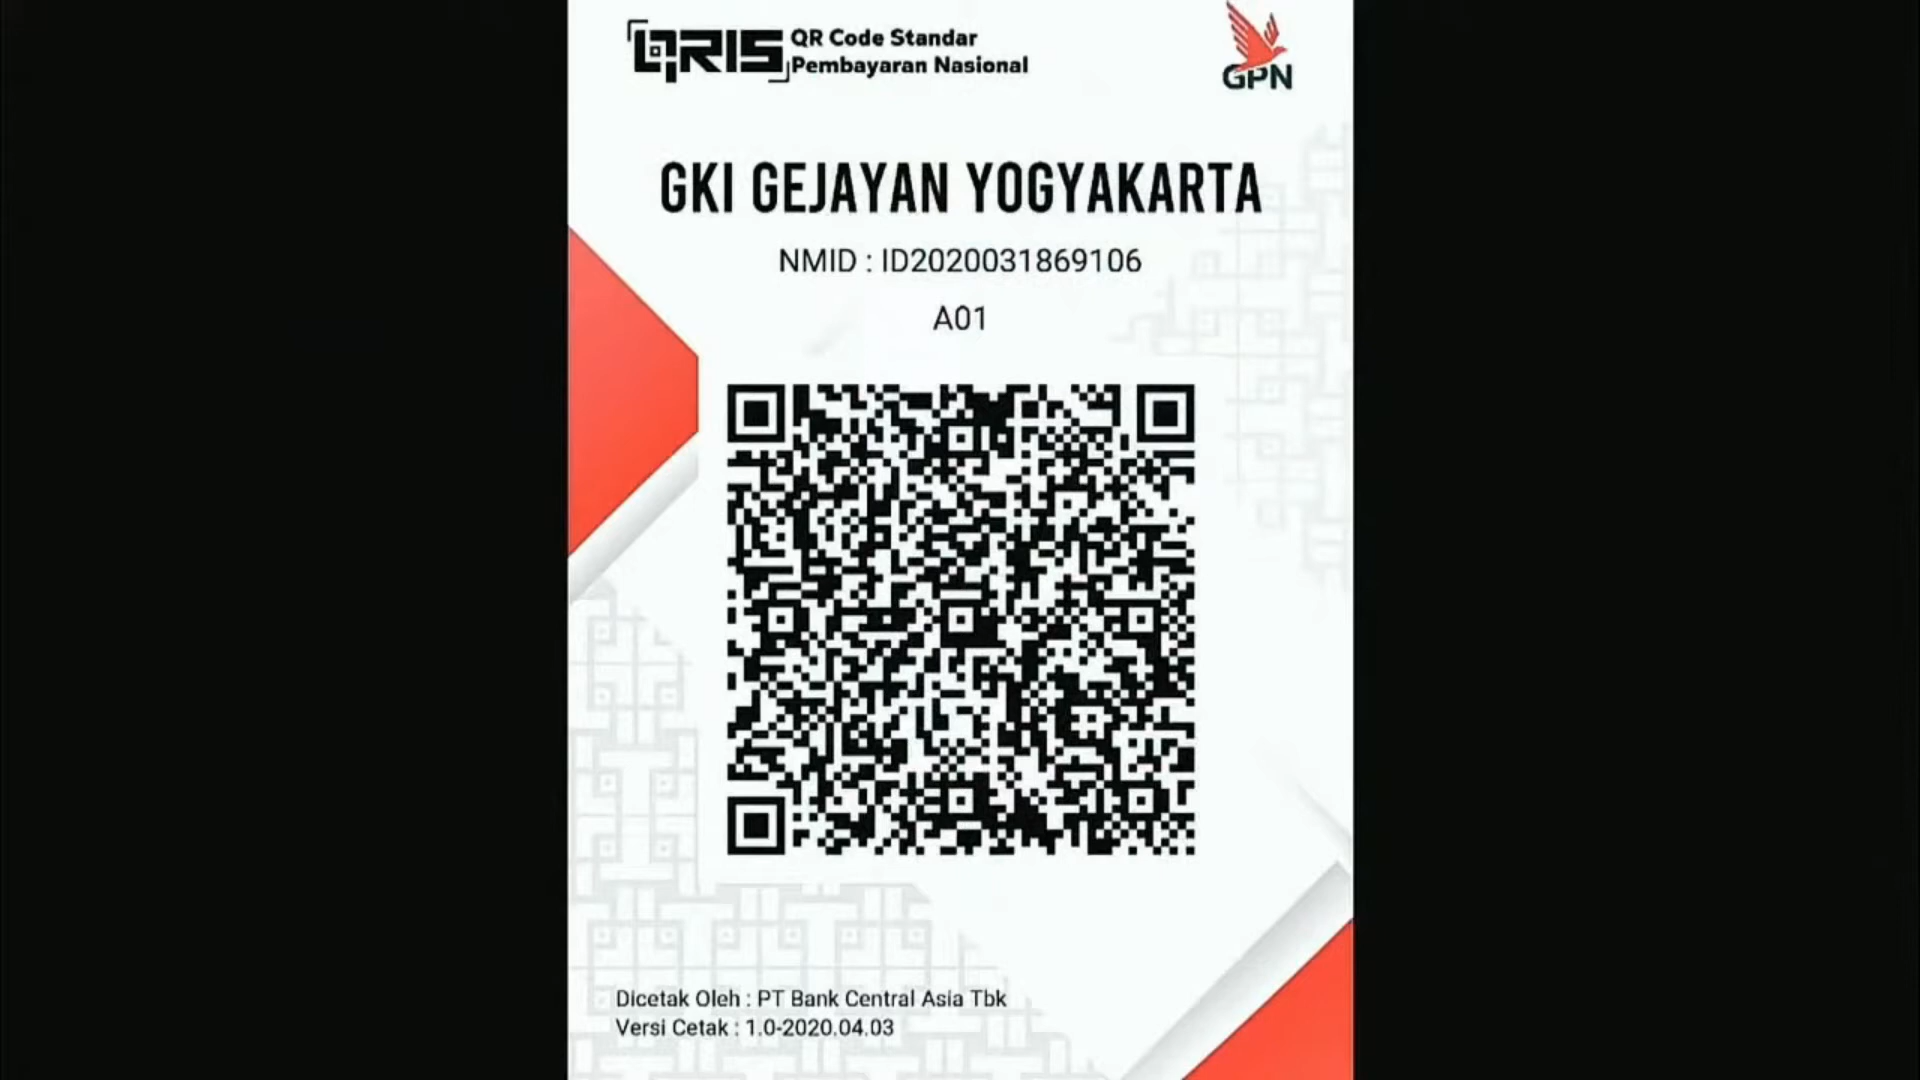 QRIS QR Code Standar
Pembayaran Nasional
GPN
GKI GEJAYAN YOGYAKARTA
NMID : ID2020031869106
A01
Dicetak Oleh : PT Bank Central Asia Tbk
Versi Cetak : 1.0-2020.04.03